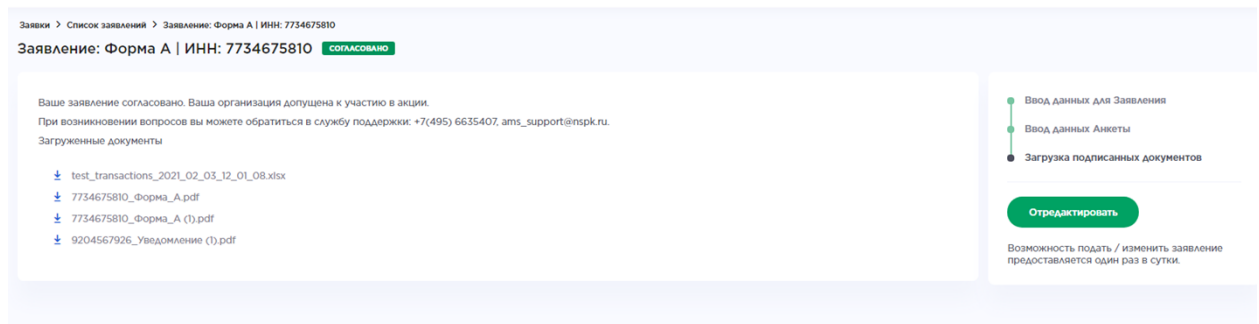 Заявки > Список заявлений > Заявление: Форма А | ИНН: 7734675810
Заявление: Форма А | ИНН: 7734675810 СОГЛАСОВАНО
Ваше заявление согласовано. Ваша организация допущена к участию в акции.
При возникновении вопросов вы можете обратиться в службу поддержки: +7(495) 6635407, ams_support@nspk.ru.
Загруженные документы
test_transactions_2021_02_03_12_01_08.xlsx
7734675810_Форма_А.pdf
7734675810_Форма_А (1).pdf
9204567926_Уведомление (1).pdf
Ввод данных для Заявления
Ввод данных Анкеты
Загрузка подписанных документов
Отредактировать
Возможность подать / изменить заявление
предоставляется один раз в сутки.